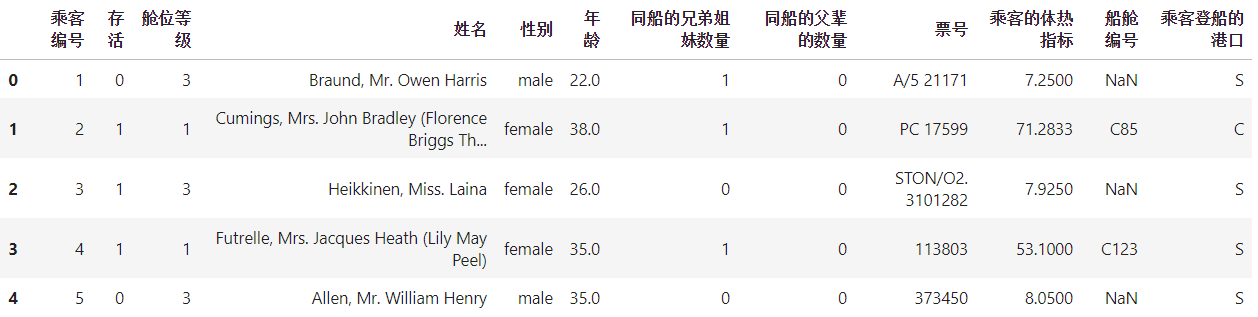 乘客编号 存活 舱位等级 姓名 性别 年龄 同船的兄弟姐妹数量 同船的父辈的数量 票号 乘客的体热指标 船舱编号 乘客登船的港口
0 1 0 3 Braund, Mr. Owen Harris male 22.0 1 0 A/5 21171 7.2500 NaN S
1 2 1 1 Cumings, Mrs. John Bradley (Florence Briggs Th... female 38.0 1 0 PC 17599 71.2833 C85 C
2 3 1 3 Heikkinen, Miss. Laina female 26.0 0 0 STON/O2. 3101282 7.9250 NaN S
3 4 1 1 Futrelle, Mrs. Jacques Heath (Lily May Peel) female 35.0 1 0 113803 53.1000 C123 S
4 5 0 3 Allen, Mr. William Henry male 35.0 0 0 373450 8.0500 NaN S